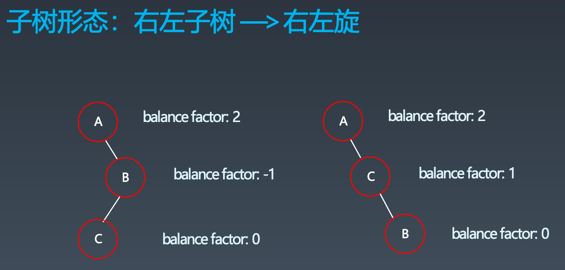 子树形态：右左子树 —> 右左旋
A balance factor: 2 A balance factor: 2
B balance factor: -1 C balance factor: 1
C balance factor: 0 B balance factor: 0